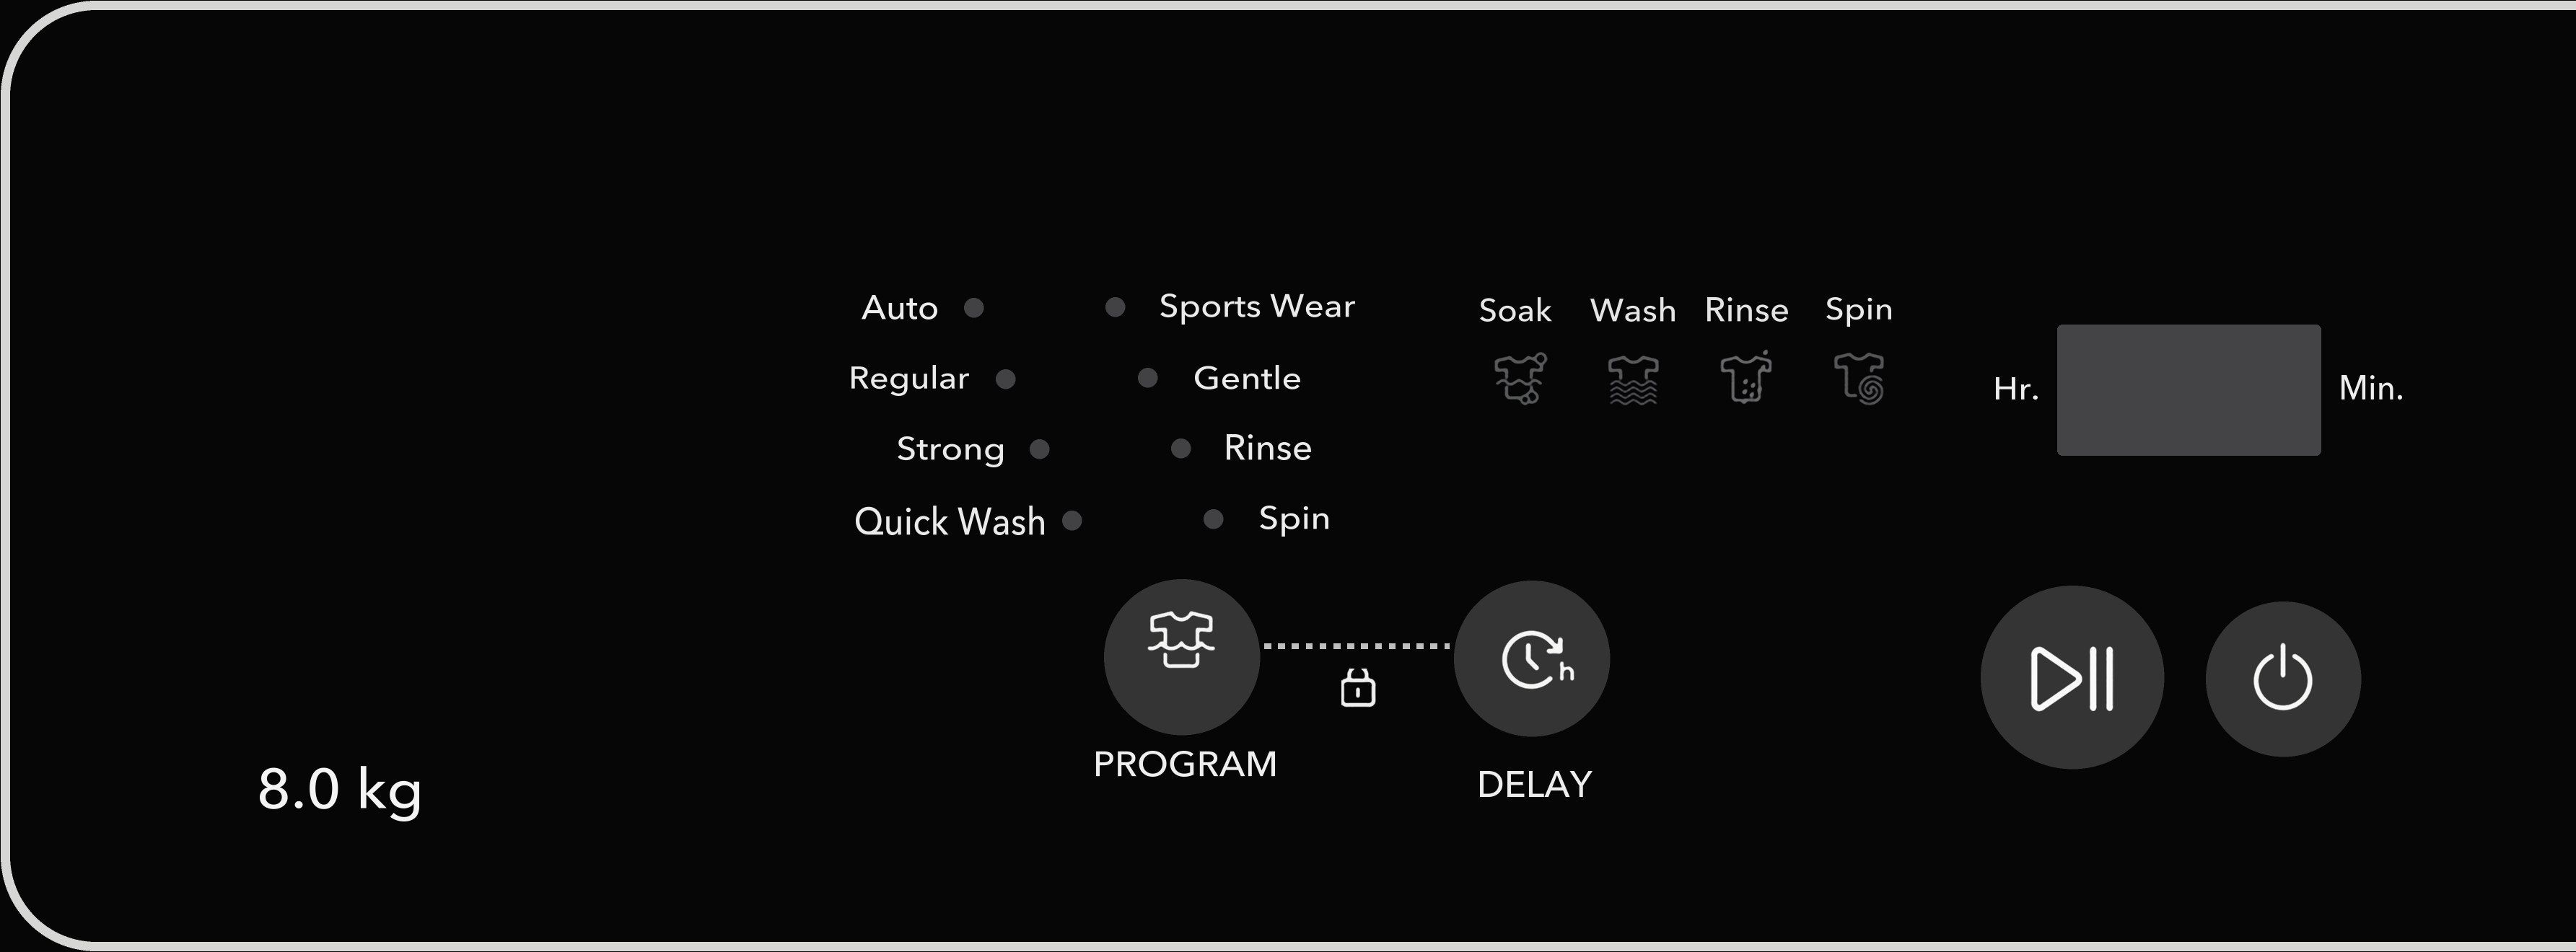 Auto
Sports Wear
Regular
Gentle
Strong
Rinse
Quick Wash
Spin
Soak Wash Rinse Spin
Hr. Min.
h
PROGRAM
DELAY
8.0 kg